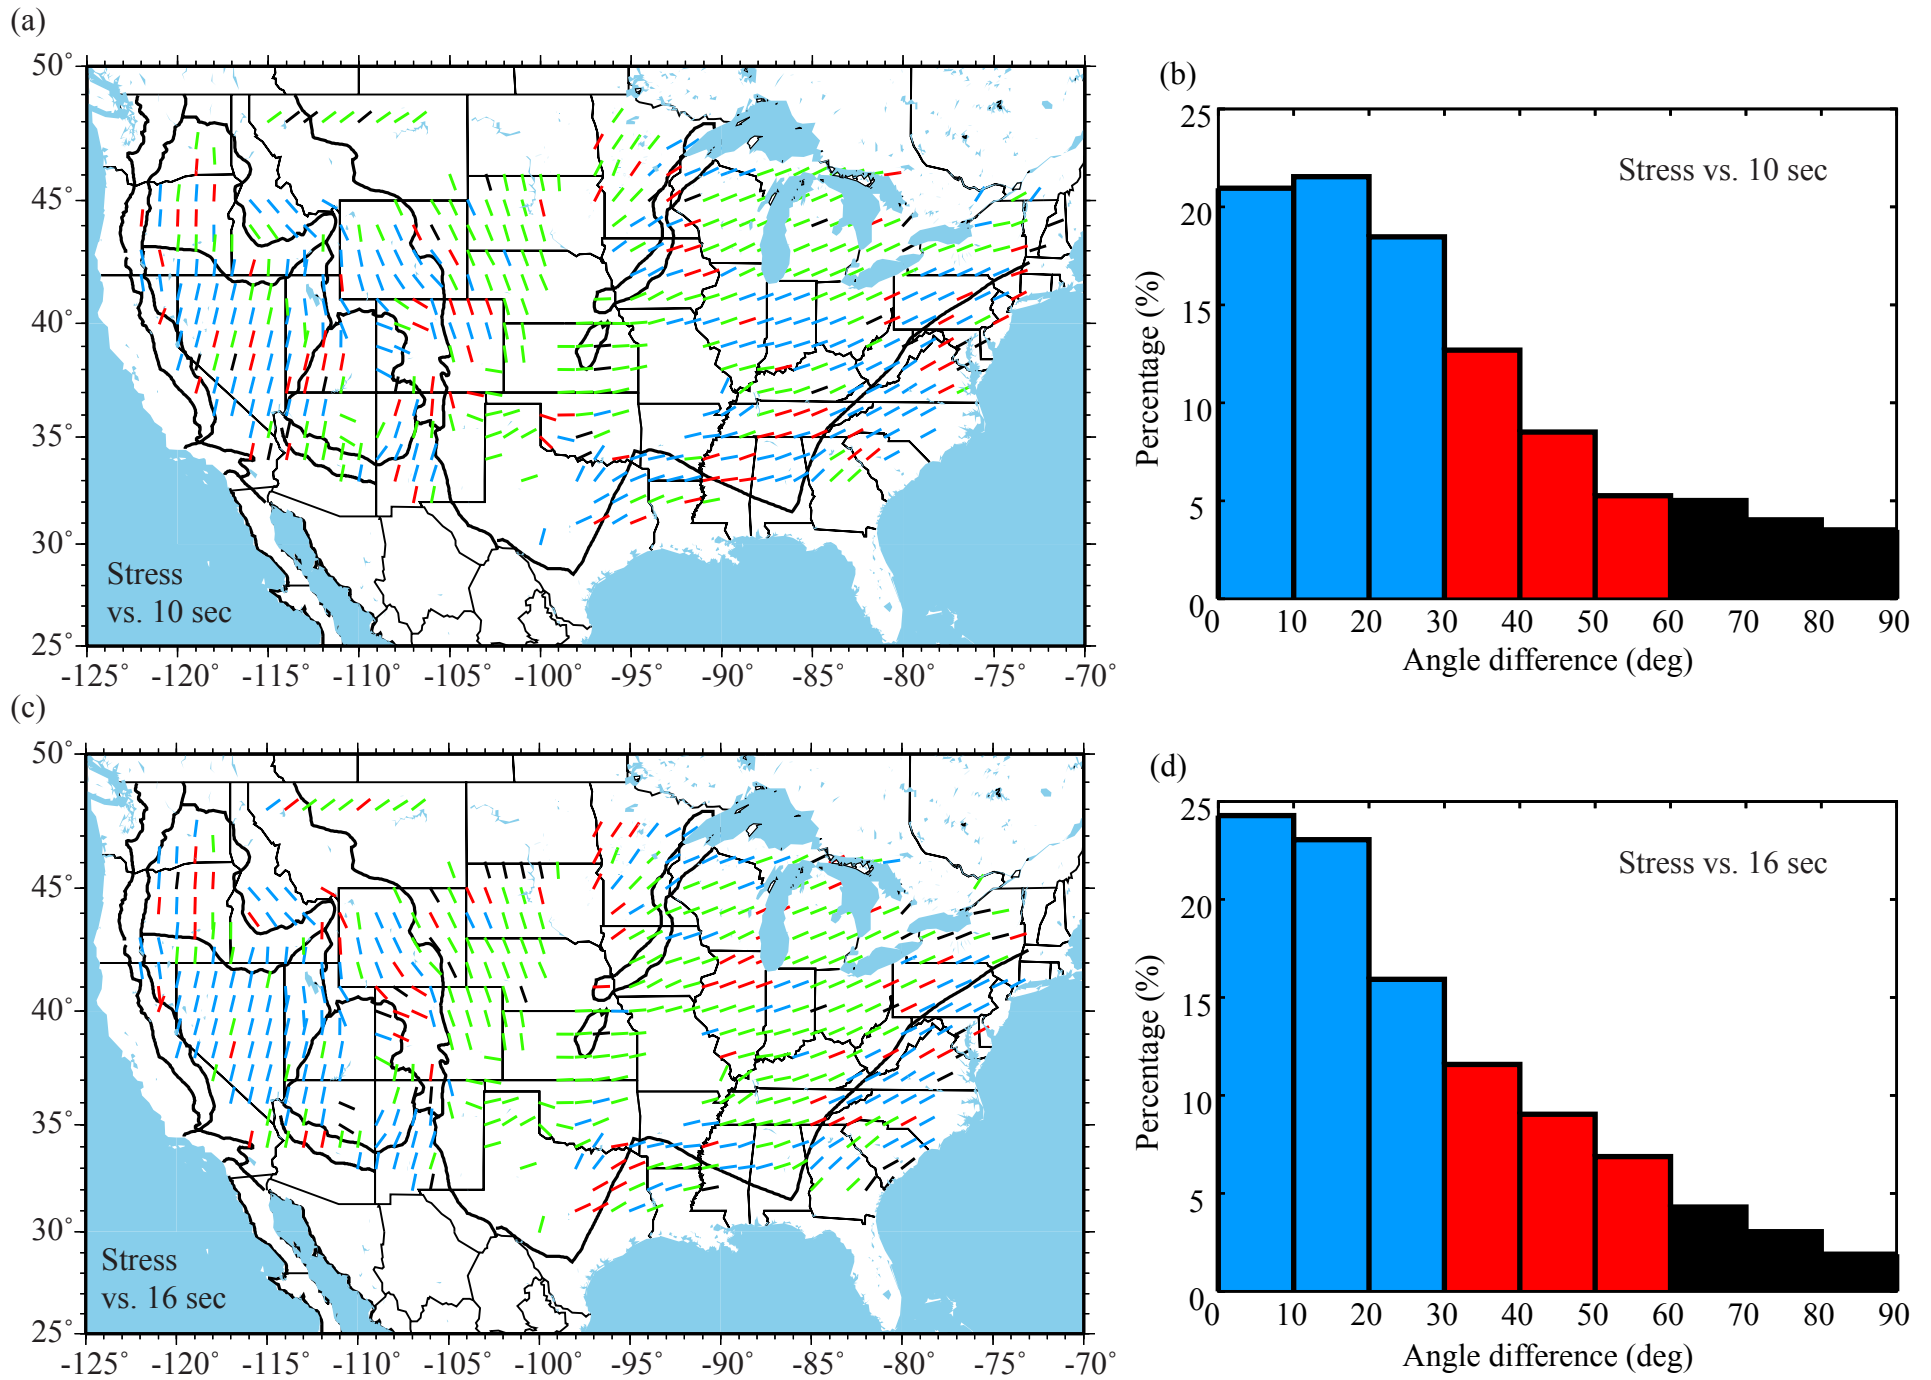 (a)
50°
45°
40°
35°
30°
25°
-125° -120° -115° -110° -105° -100° -95° -90° -85° -80° -75° -70°
Stress
vs. 10 sec
(b)
25
20
15
10
5
0
Percentage (%)
Stress vs. 10 sec
0 10 20 30 40 50 60 70 80 90
Angle difference (deg)
(c)
50°
45°
40°
35°
30°
25°
-125° -120° -115° -110° -105° -100° -95° -90° -85° -80° -75° -70°
Stress
vs. 16 sec
(d)
25
20
15
10
5
0
Percentage (%)
Stress vs. 16 sec
0 10 20 30 40 50 60 70 80 90
Angle difference (deg)